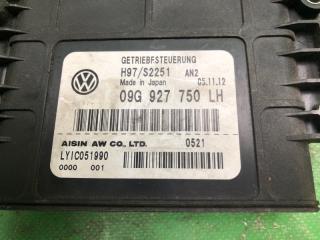 GETRIEBESTEUERUNG
H97/S2251 AN2
Made in Japan 05.11.12
09G 927 750 LH
AISIN AW CO., LTD. 0521
LYIC051990
0000 001